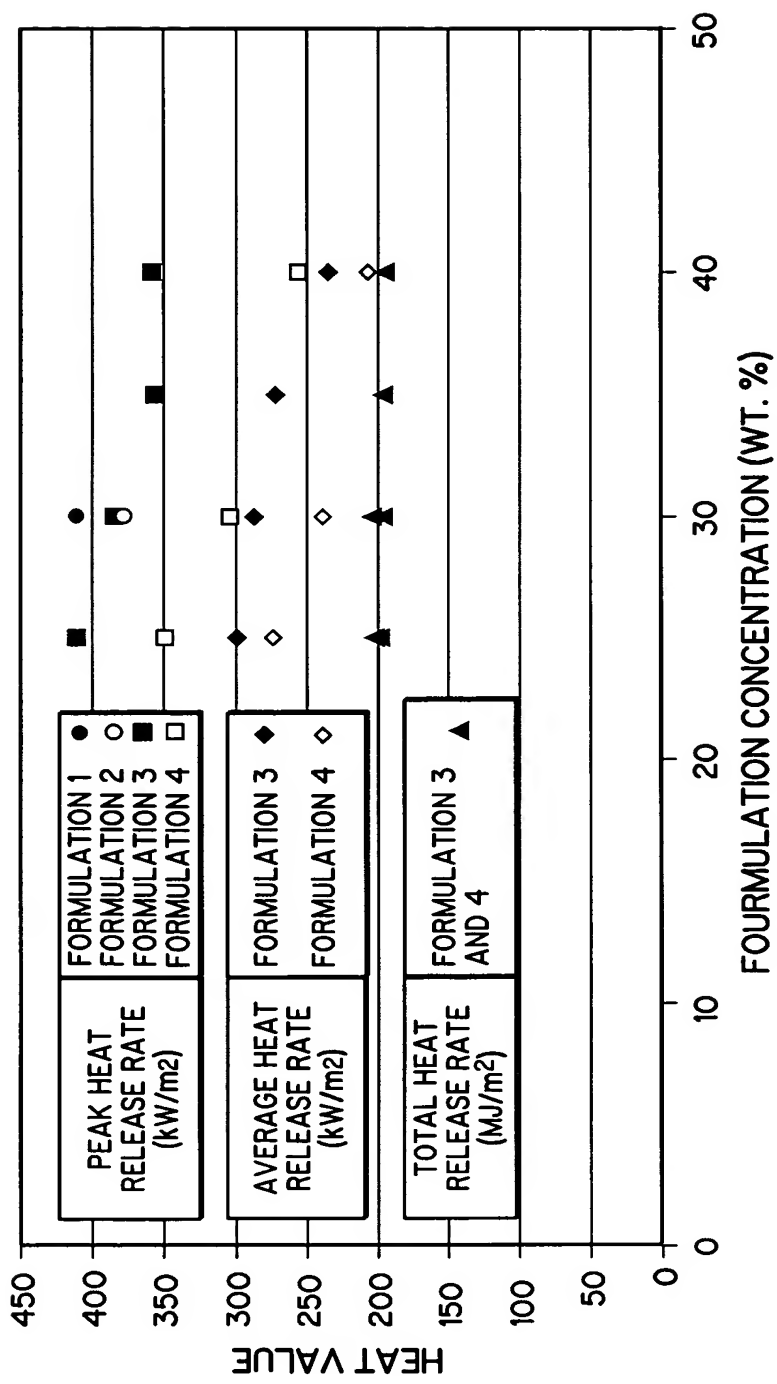 HEAT VALUE
450
400
350
300
250
200
150
100
50
0
PEAK HEAT
RELEASE RATE
(kW/m2)
FORMULATION 1
FORMULATION 2
FORMULATION 3
FORMULATION 4
AVERAGE HEAT
RELEASE RATE
(kW/m2)
FORMULATION 3
FORMULATION 4
TOTAL HEAT
RELEASE RATE
(MJ/m²)
FORMULATION 3
AND 4
0
10
20
30
40
50
FOURMULATION CONCENTRATION (WT. %)